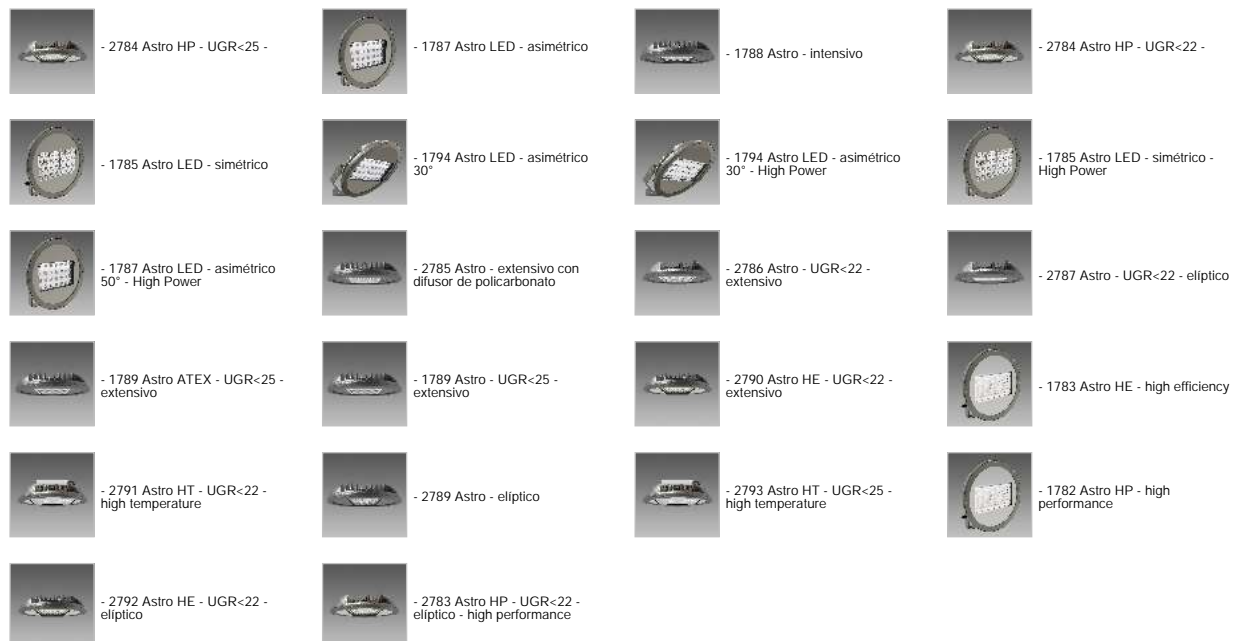 - 2784 Astro HP - UGR<25 -
- 1787 Astro LED - asimétrico
- 1788 Astro - intensivo
- 2784 Astro HP - UGR<22 -
- 1785 Astro LED - simétrico
- 1794 Astro LED - asimétrico
30°
- 1794 Astro LED - asimétrico
30° - High Power
- 1785 Astro LED - simétrico -
High Power
- 1787 Astro LED - asimétrico
50° - High Power
- 2785 Astro - extensivo con
difusor de policarbonato
- 2786 Astro - UGR<22 -
extensivo
- 2787 Astro - UGR<22 - elíptico
- 1789 Astro ATEX - UGR<25 -
extensivo
- 1789 Astro - UGR<25 -
extensivo
- 2790 Astro HE - UGR<22 -
extensivo
- 1783 Astro HE - high efficiency
- 2791 Astro HT - UGR<22 -
high temperature
- 2789 Astro - elíptico
- 2793 Astro HT - UGR<25 -
high temperature
- 1782 Astro HP - high
performance
- 2792 Astro HE - UGR<22 -
elíptico
- 2783 Astro HP - UGR<22 -
elíptico - high performance